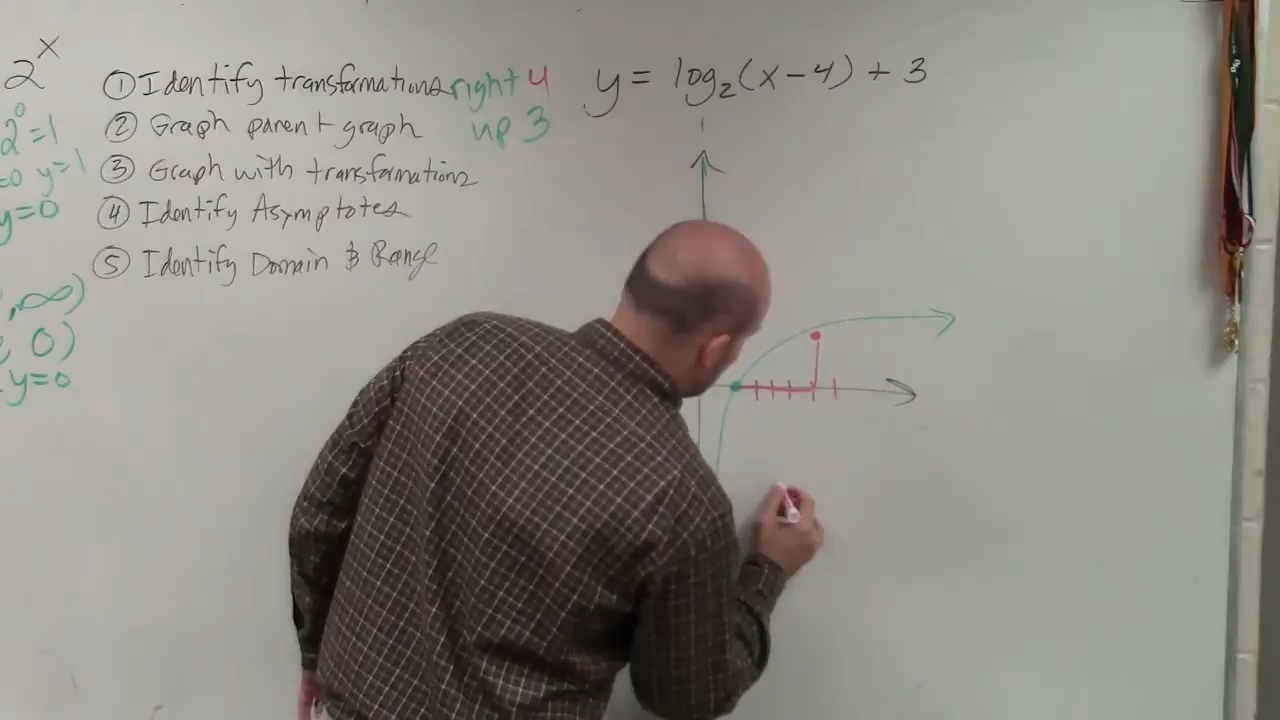 2^x
2^0=1
=0 y=1
y=0
, ∞)
, 0)
y=0
① Identify transformations right 4
② Graph parent graph up 3
③ Graph with transformations
④ Identify Asymptotes
⑤ Identify Domain & Range
y = log₂(x-4) + 3